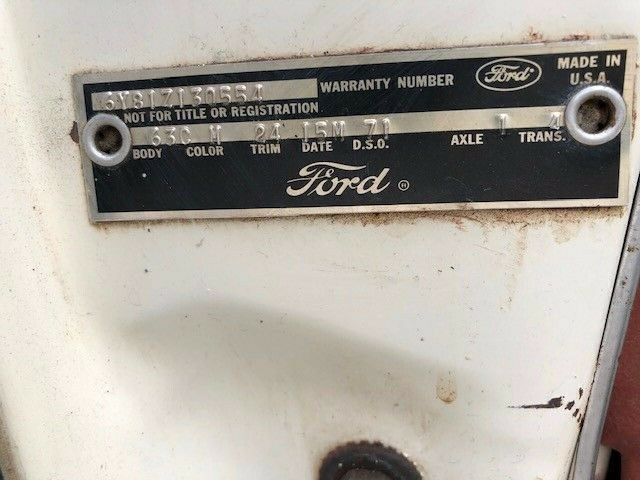 3Y81Z130554 WARRANTY NUMBER Ford MADE IN U.S.A.
NOT FOR TITLE OR REGISTRATION
63C M 24 15M 71 1 4
BODY COLOR TRIM DATE D.S.O. AXLE TRANS.
Ford ®